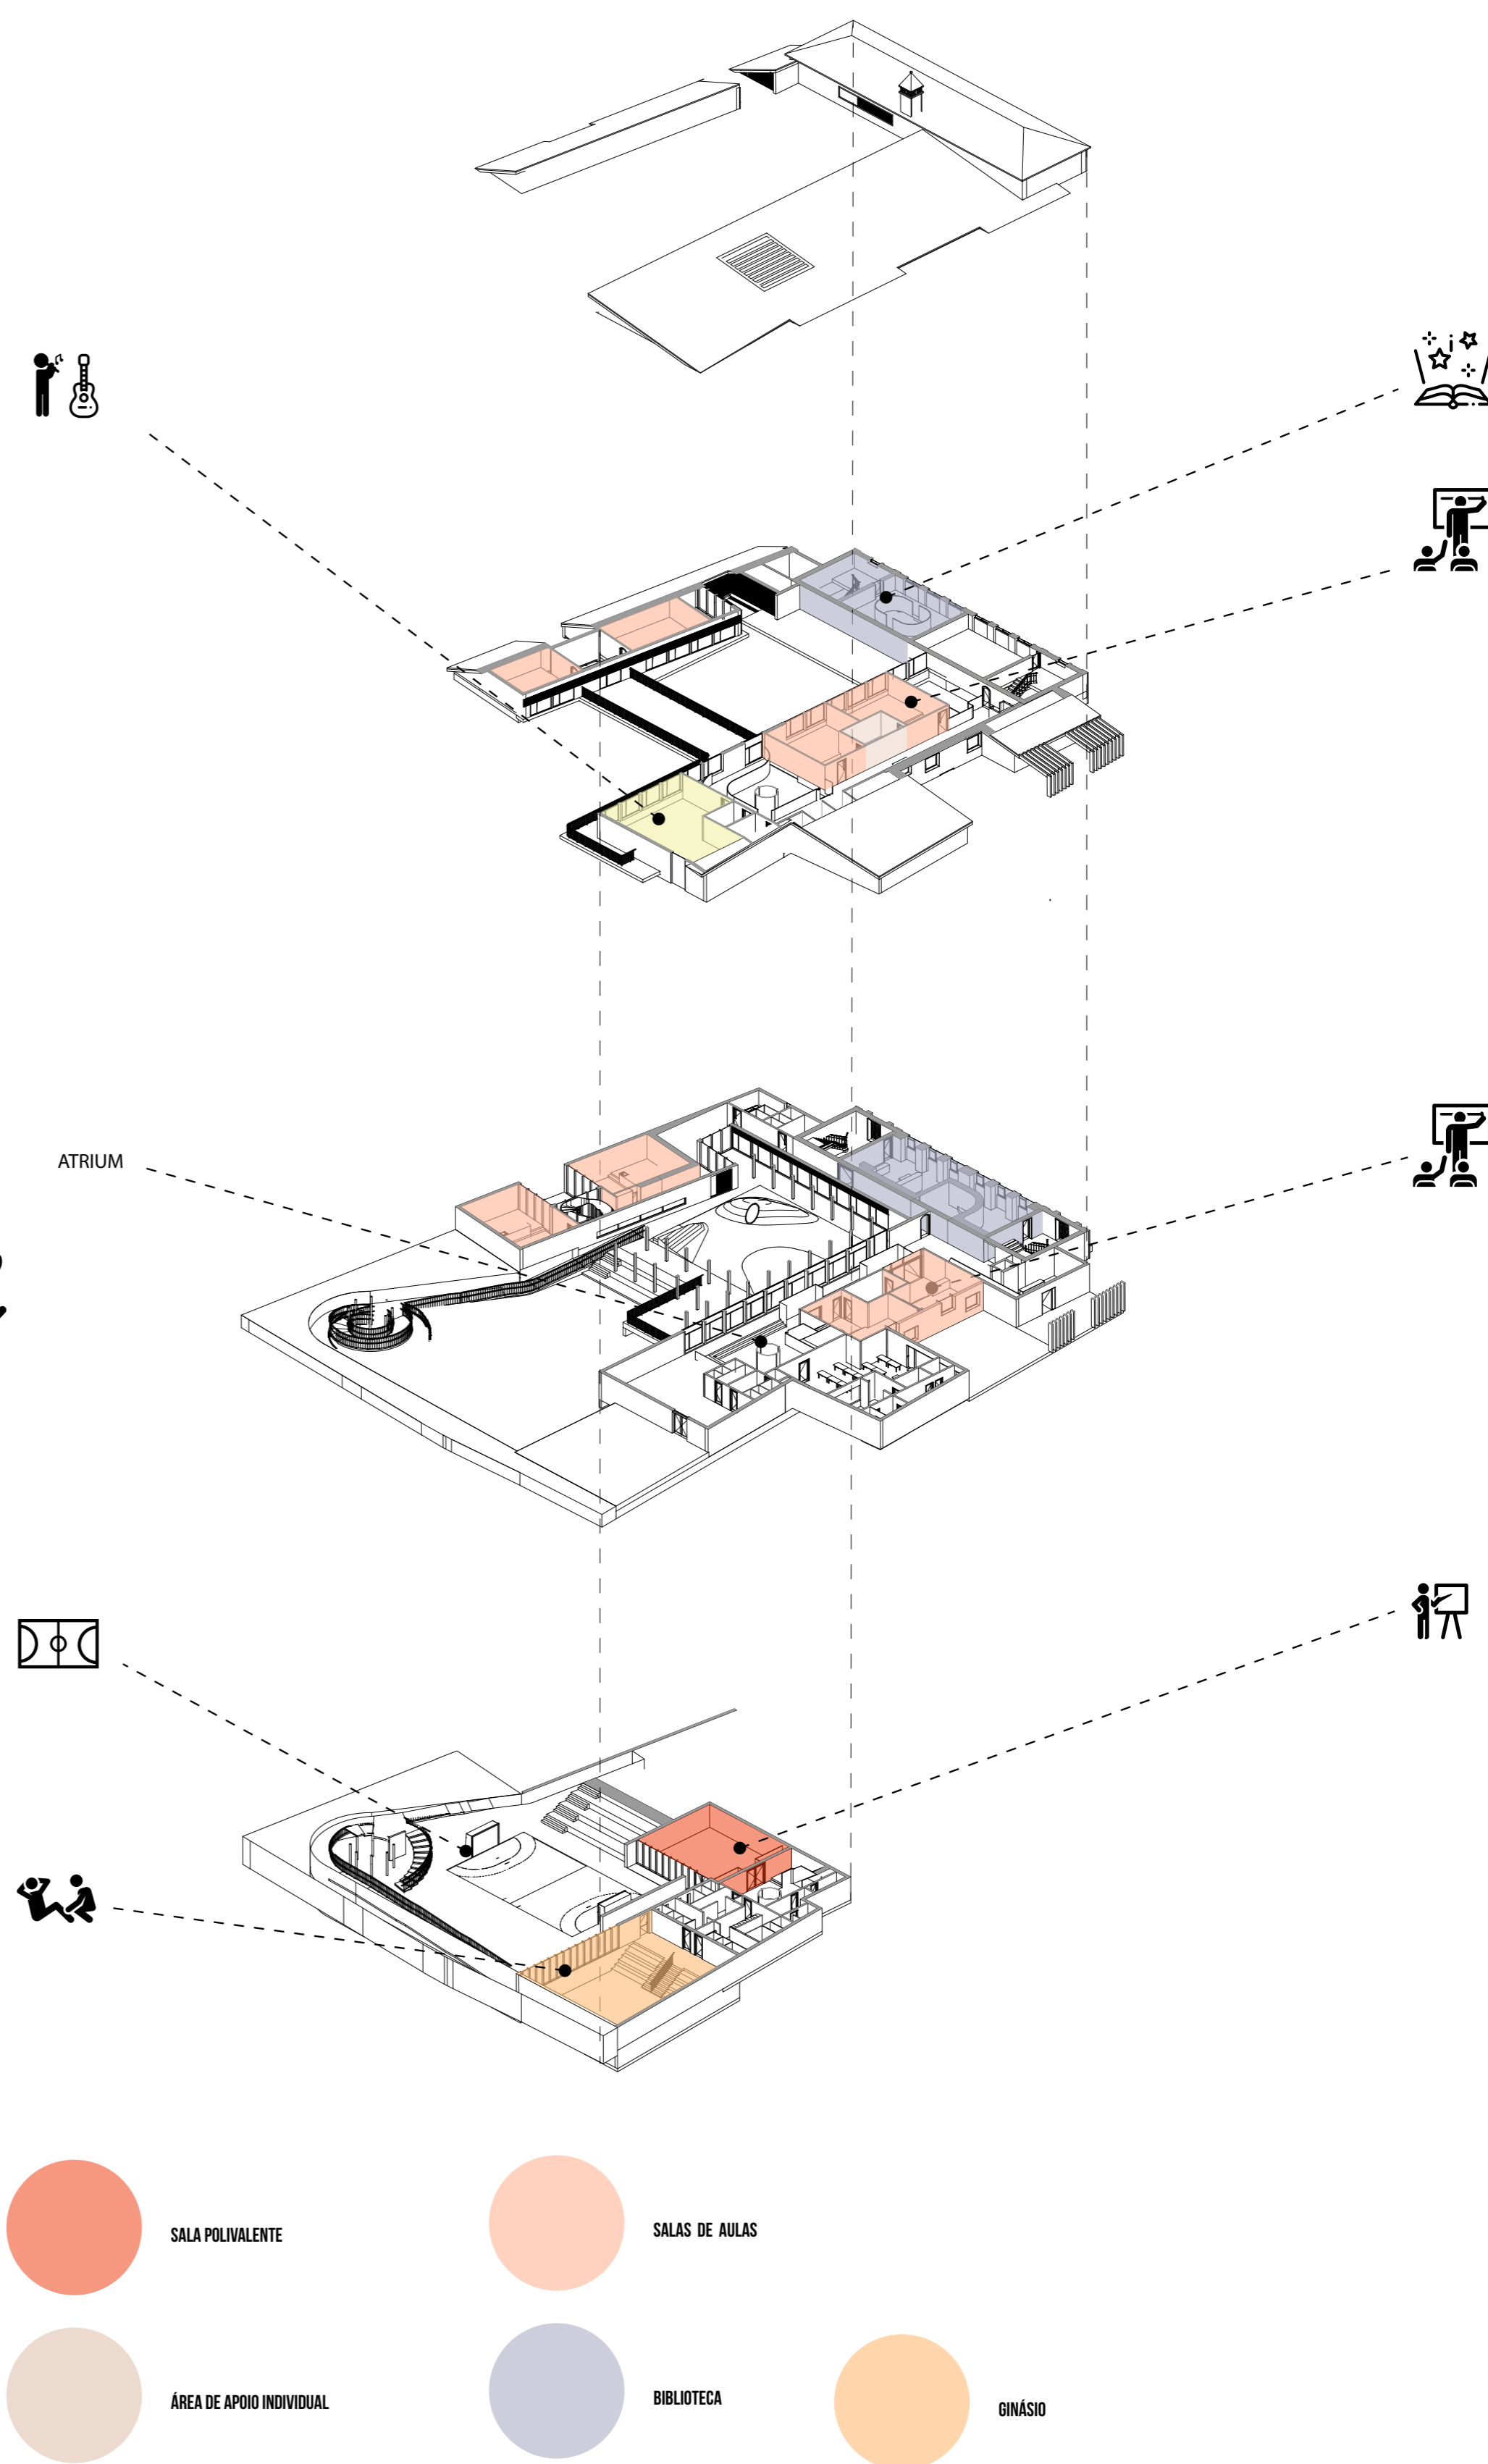 ATRIUM
SALA POLIVALENTE
SALAS DE AULAS
ÁREA DE APOIO INDIVIDUAL
BIBLIOTECA
GINÁSIO